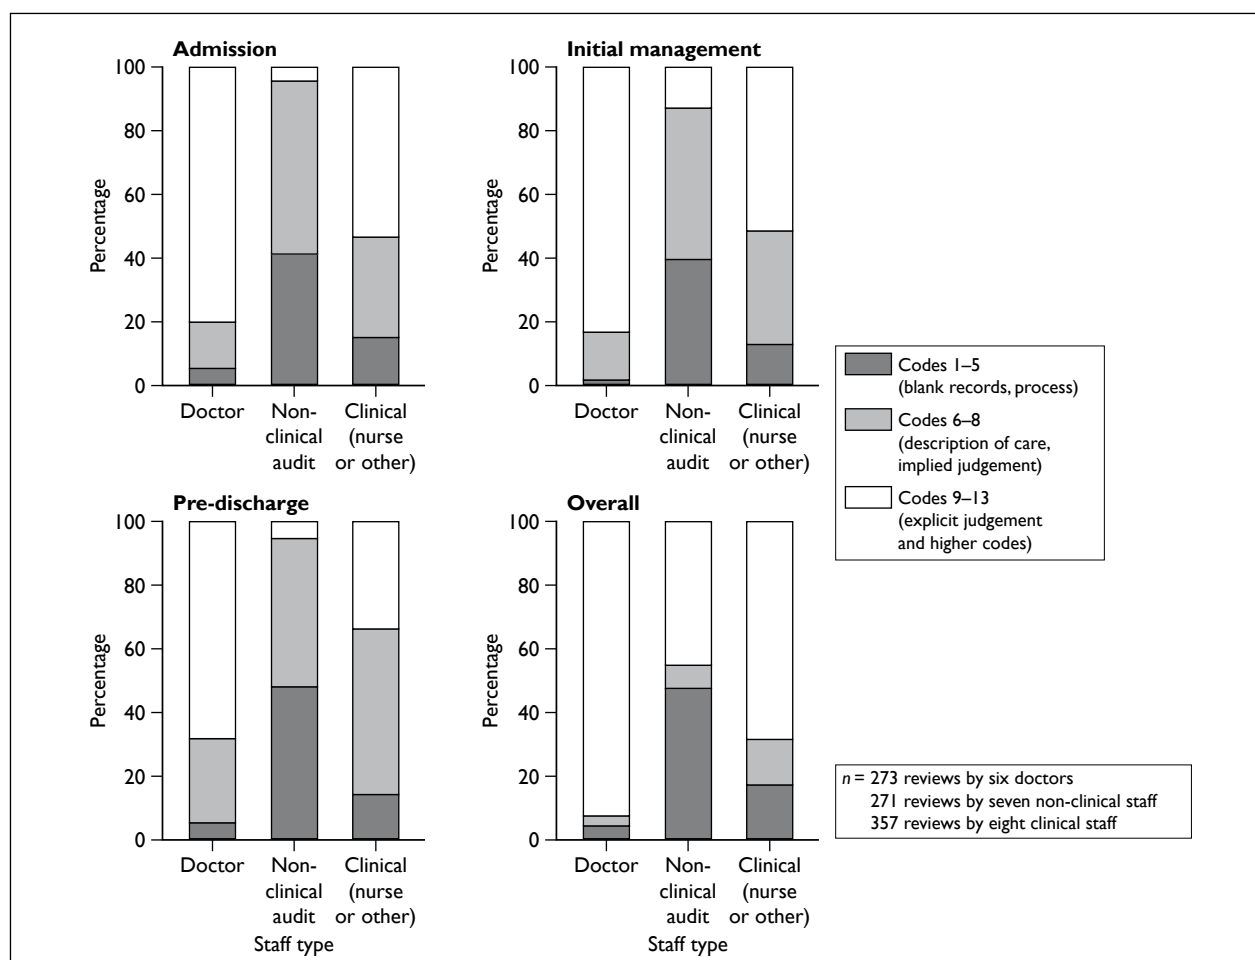 Admission
100
80
60
40
20
0
Percentage
Doctor
Non-
clinical
audit
Clinical
(nurse
or other)
Initial management
100
80
60
40
20
0
Percentage
Doctor
Non-
clinical
audit
Clinical
(nurse
or other)
Codes 1–5
(blank records, process)
Codes 6–8
(description of care,
implied judgement)
Codes 9–13
(explicit judgement
and higher codes)
Pre-discharge
100
80
60
40
20
0
Percentage
Doctor
Non-
clinical
audit
Clinical
(nurse
or other)
Staff type
Overall
100
80
60
40
20
0
Percentage
Doctor
Non-
clinical
audit
Clinical
(nurse
or other)
Staff type
n = 273 reviews by six doctors
271 reviews by seven non-clinical staff
357 reviews by eight clinical staff